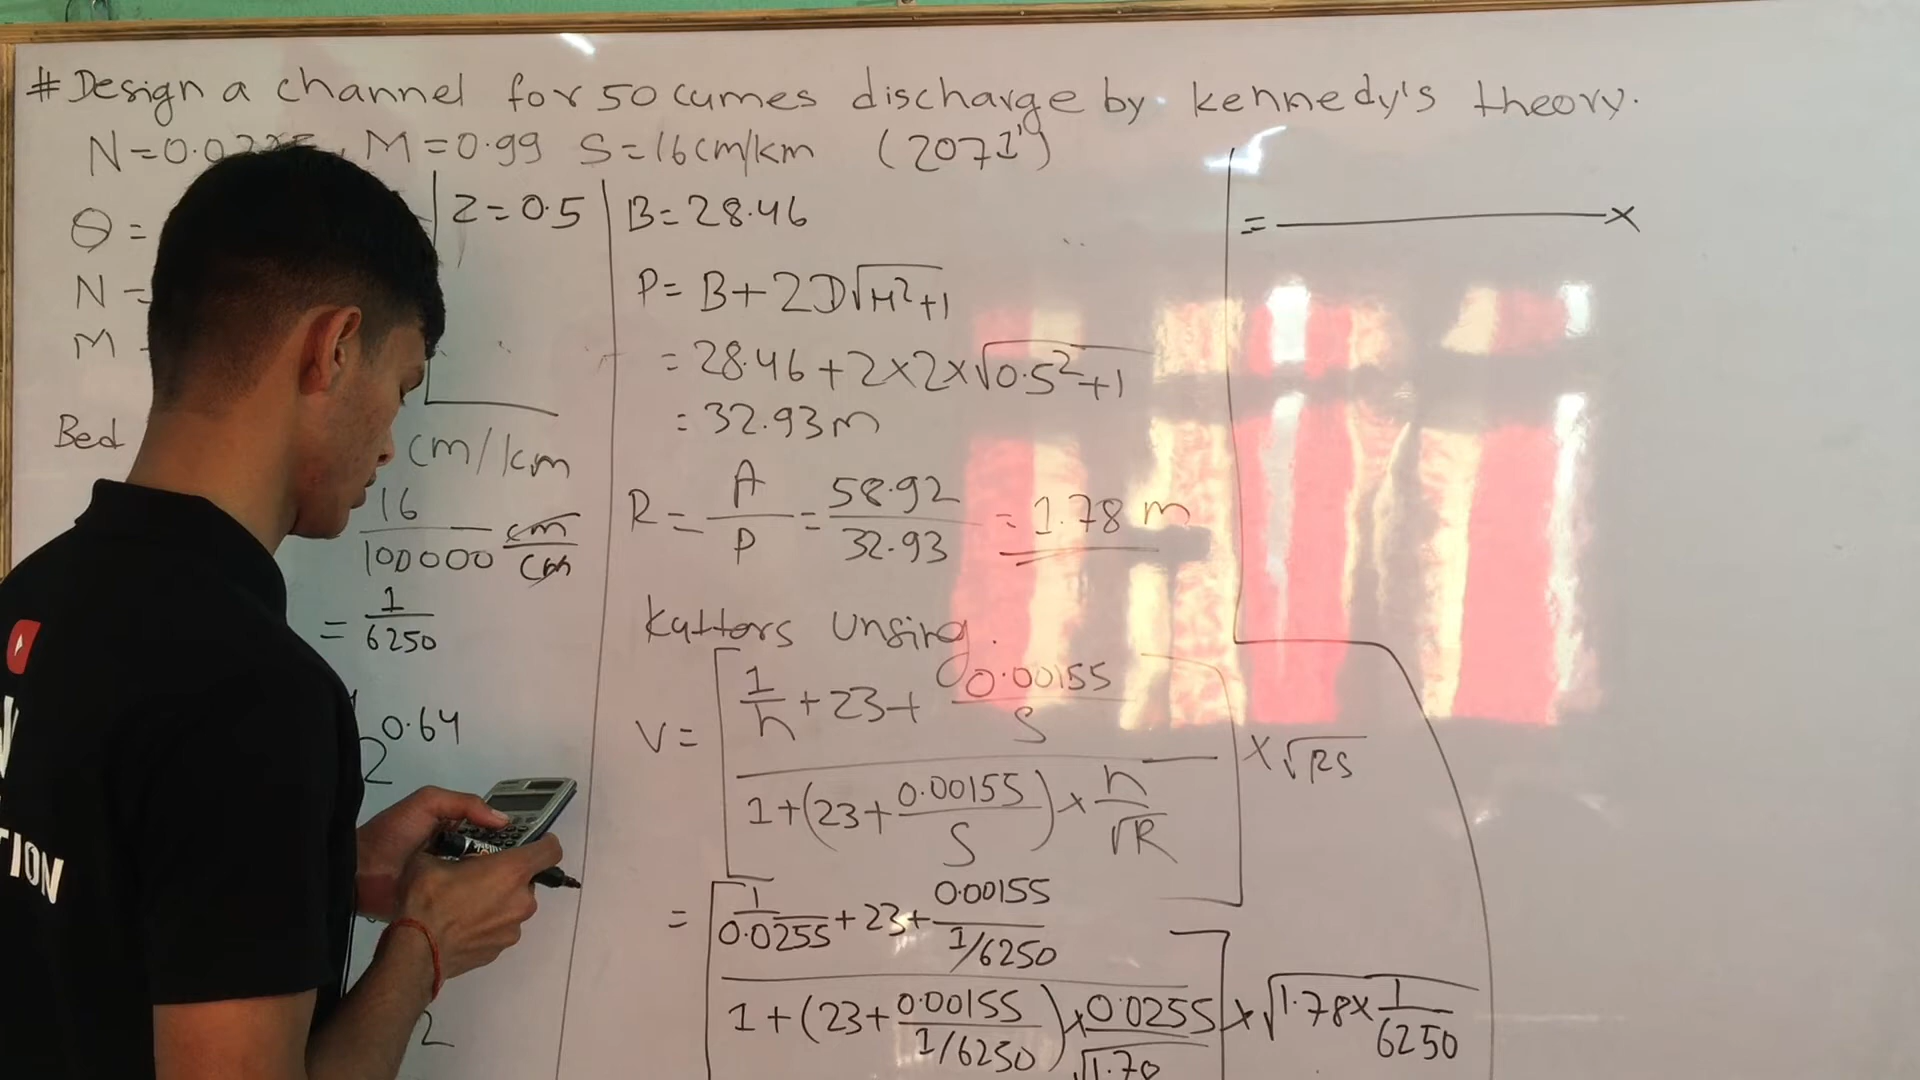 # Design a channel for 50 cumes discharge by kennedy's theory.
M=0.99 S=16cm/km (2071')
Q =
N =
M
Bed
cm/km
16/100000 cm/cm
= 1/6250
2^0.64
2
Z=0.5
B=28.46
P= B+2D√H²+1
= 28.46+2×2×√0.5²+1
= 32.93m
R = A/P = 58.92/32.93 = 1.78 m
Kutters Unsing.
V = [1/n + 23 + 0.00155/S / 1+(23+0.00155/S)×n/√R] ×√RS
= [1/0.0255 + 23 + 0.00155/1/6250 / 1+(23+0.00155/1/6250)×0.0255/√1.78] ×√1.78×1/6250
= ×
TION